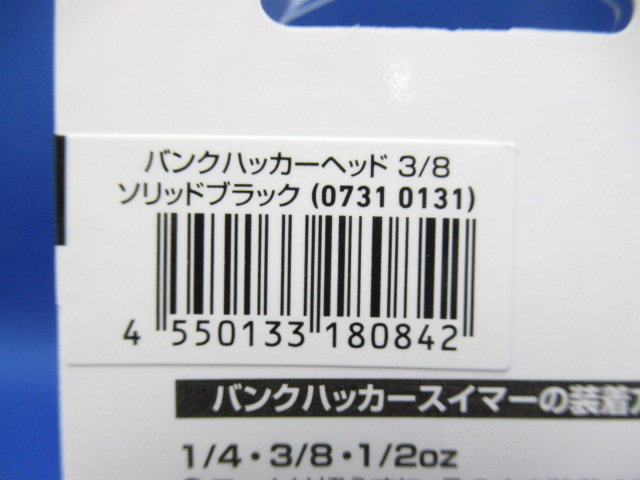 バンクハッカーヘッド 3/8
ソリッドブラック (0731 0131)
4 550133 180842
バンクハッカースイマーの装着
1/4・3/8・1/2oz